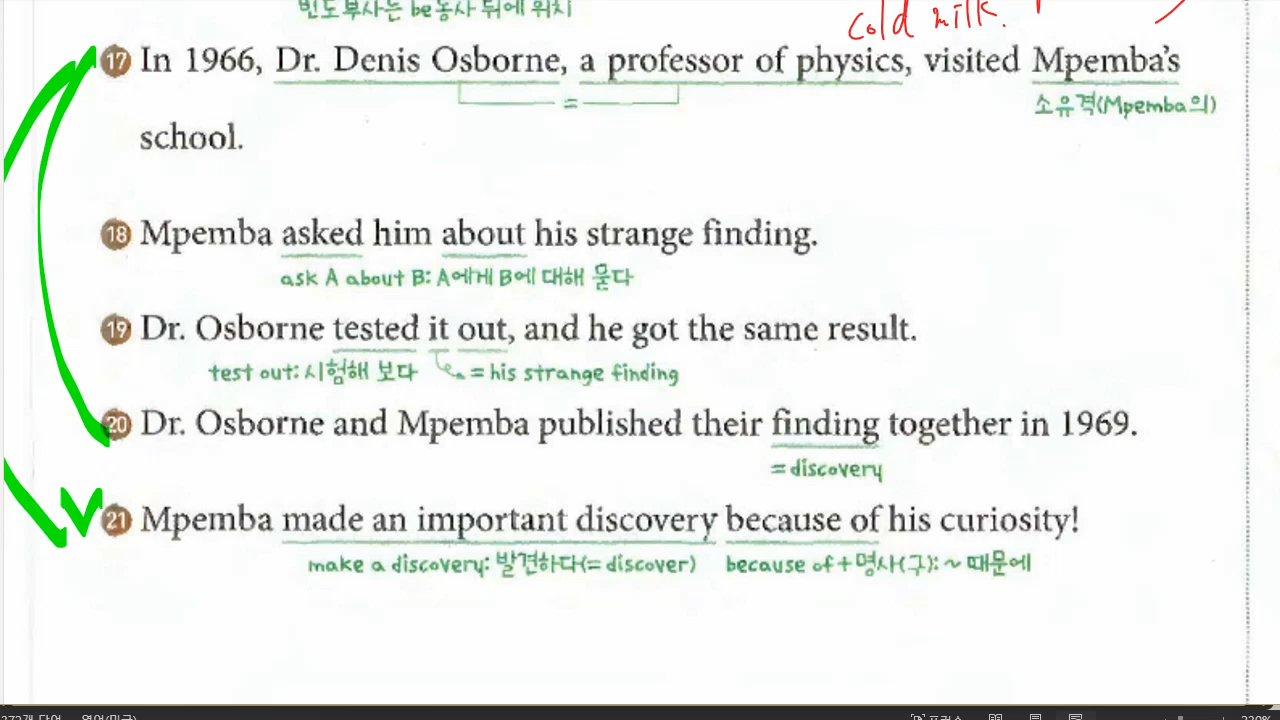 빈도부사는 be동사 뒤에 위치
cold milk.
17 In 1966, Dr. Denis Osborne, a professor of physics, visited Mpemba's
=
소유격(Mpemba의)
school.
18 Mpemba asked him about his strange finding.
ask A about B: A에게 B에 대해 묻다
19 Dr. Osborne tested it out, and he got the same result.
test out: 시험해 보다 = his strange finding
20 Dr. Osborne and Mpemba published their finding together in 1969.
= discovery
21 Mpemba made an important discovery because of his curiosity!
make a discovery: 발견하다(= discover) because of + 명사(구): ~ 때문에